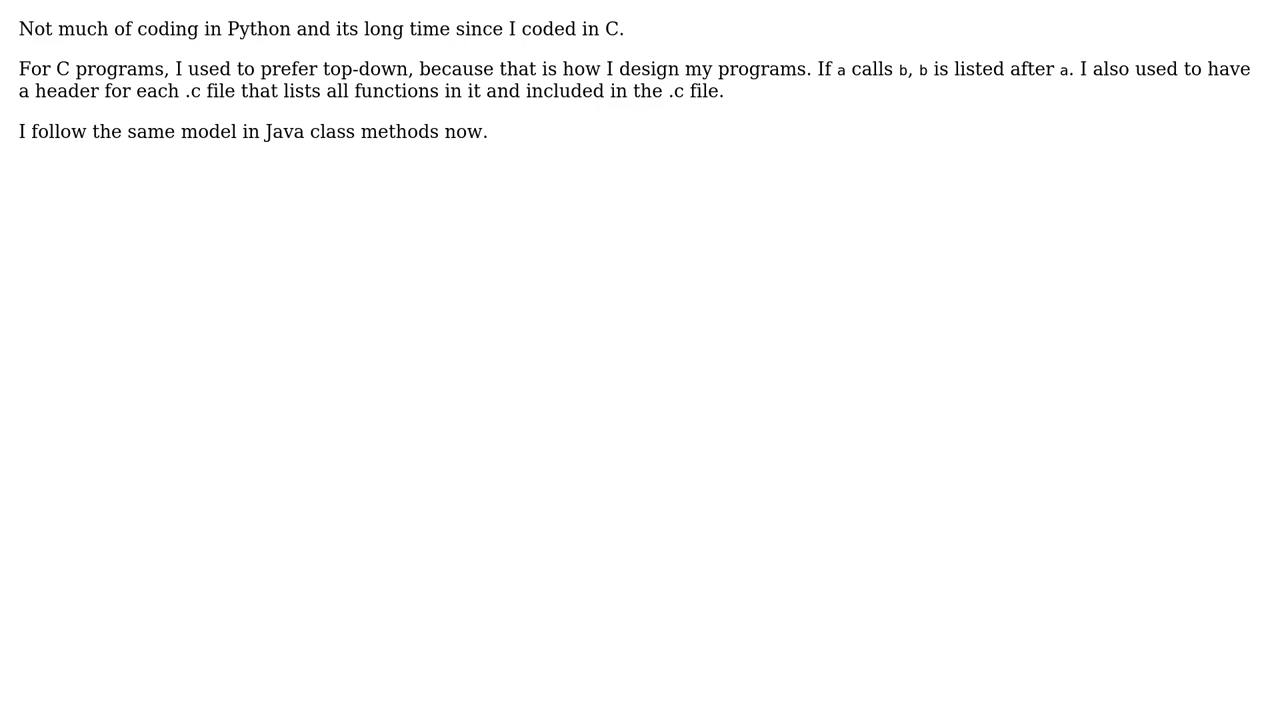 Not much of coding in Python and its long time since I coded in C.
For C programs, I used to prefer top-down, because that is how I design my programs. If a calls b, b is listed after a. I also used to have
a header for each .c file that lists all functions in it and included in the .c file.
I follow the same model in Java class methods now.